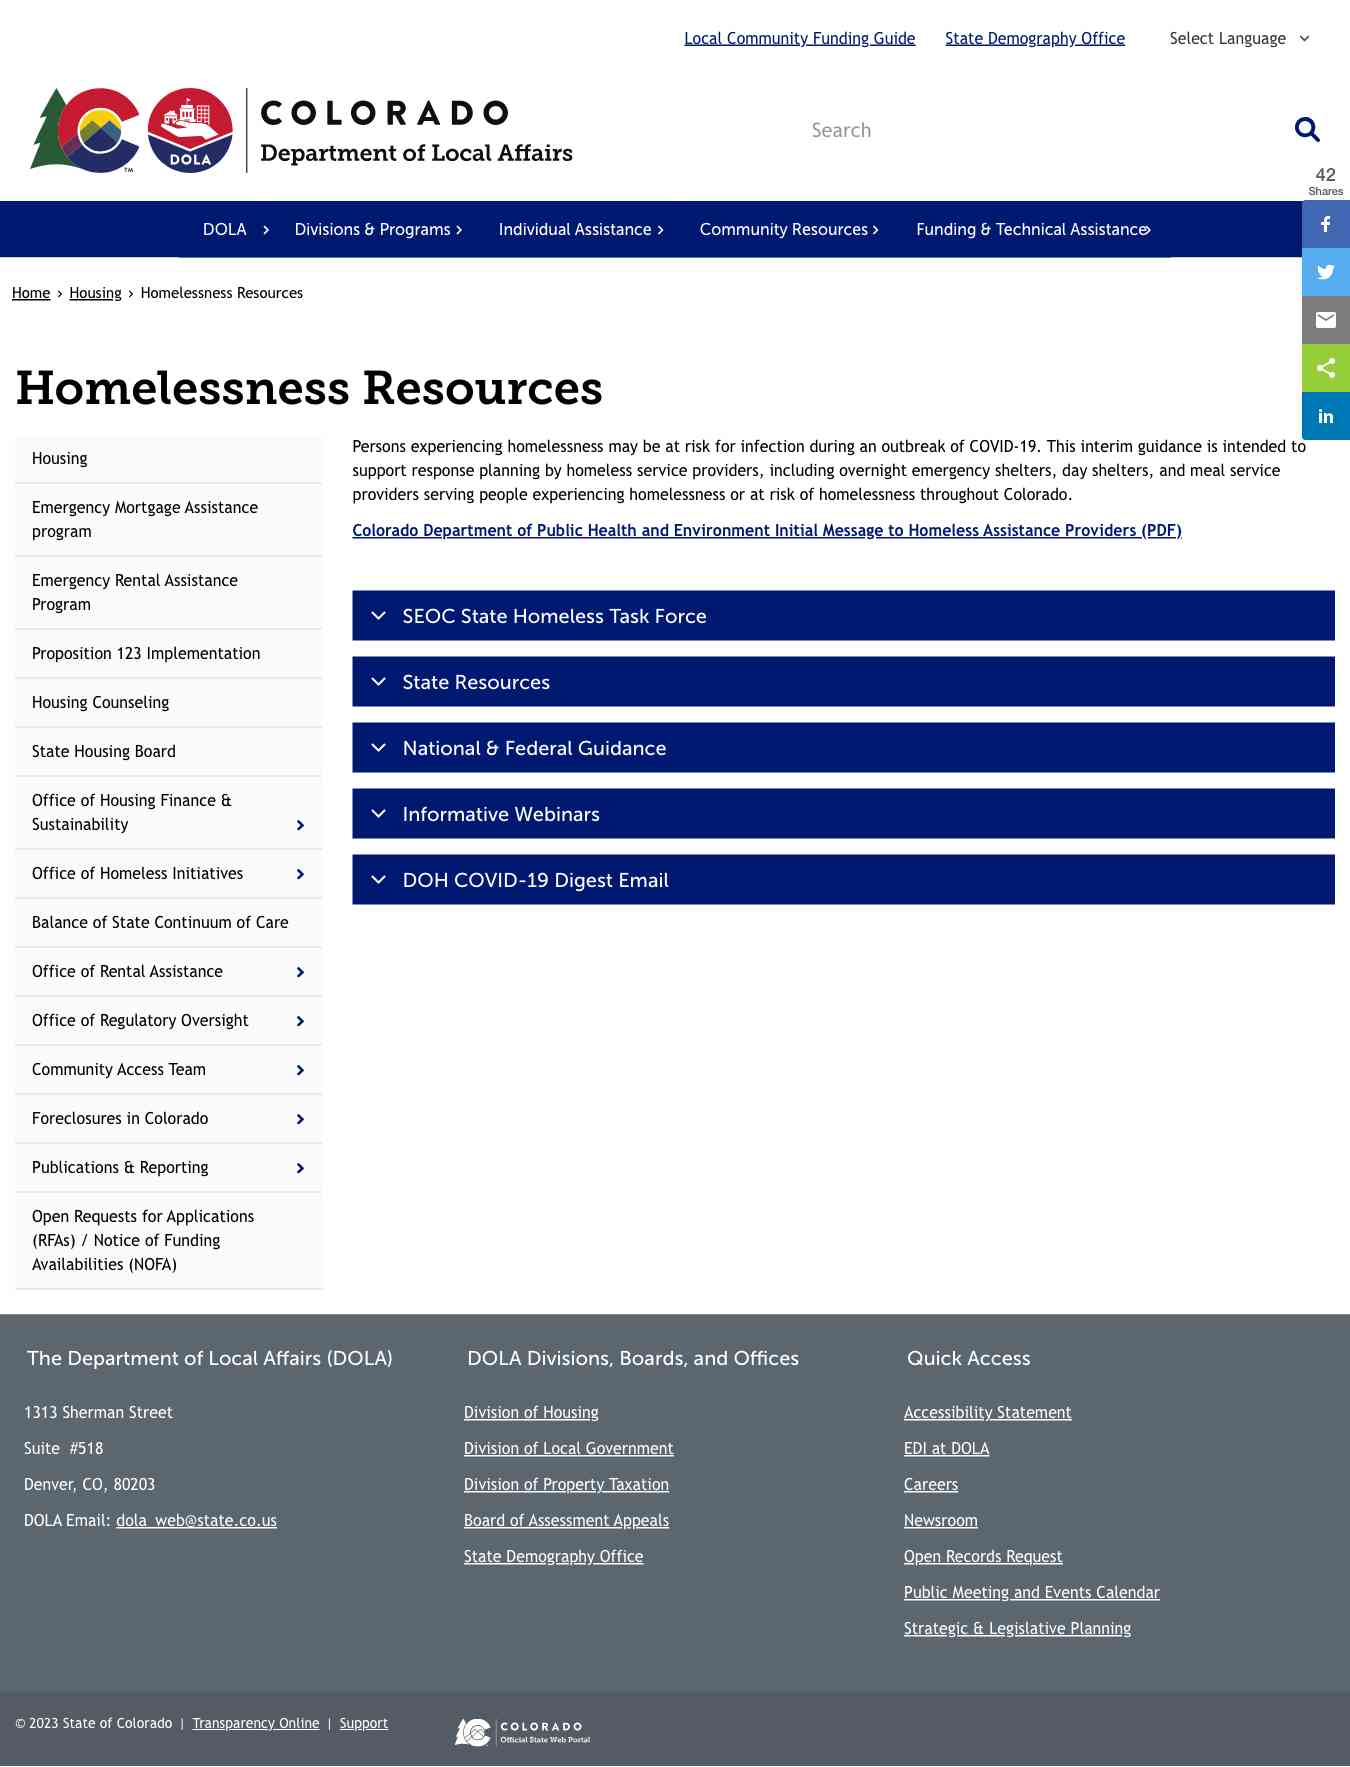 Local Community Funding Guide State Demography Office Select Language
COLORADO
Department of Local Affairs
DOLA
TM
Search
42
Shares
DOLA Divisions & Programs Individual Assistance Community Resources Funding & Technical Assistance
Home › Housing › Homelessness Resources
Homelessness Resources
Housing
Emergency Mortgage Assistance
program
Emergency Rental Assistance
Program
Proposition 123 Implementation
Housing Counseling
State Housing Board
Office of Housing Finance &
Sustainability
Office of Homeless Initiatives
Balance of State Continuum of Care
Office of Rental Assistance
Office of Regulatory Oversight
Community Access Team
Foreclosures in Colorado
Publications & Reporting
Open Requests for Applications
(RFAs) / Notice of Funding
Availabilities (NOFA)
Persons experiencing homelessness may be at risk for infection during an outbreak of COVID-19. This interim guidance is intended to
support response planning by homeless service providers, including overnight emergency shelters, day shelters, and meal service
providers serving people experiencing homelessness or at risk of homelessness throughout Colorado.
Colorado Department of Public Health and Environment Initial Message to Homeless Assistance Providers (PDF)
SEOC State Homeless Task Force
State Resources
National & Federal Guidance
Informative Webinars
DOH COVID-19 Digest Email
The Department of Local Affairs (DOLA)
1313 Sherman Street
Suite #518
Denver, CO, 80203
DOLA Email: dola_web@state.co.us
DOLA Divisions, Boards, and Offices
Division of Housing
Division of Local Government
Division of Property Taxation
Board of Assessment Appeals
State Demography Office
Quick Access
Accessibility Statement
EDI at DOLA
Careers
Newsroom
Open Records Request
Public Meeting and Events Calendar
Strategic & Legislative Planning
© 2023 State of Colorado | Transparency Online | Support
COLORADO
Official State Web Portal